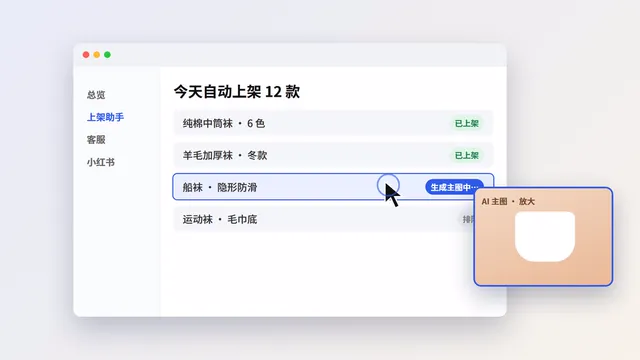 今天自动上架 12 款
总览
上架助手
客服
小红书
纯棉中筒袜 · 6 色
已上架
羊毛加厚袜 · 冬款
已上架
船袜 · 隐形防滑
生成主图中…
运动袜 · 毛巾底
AI 主图 · 放大